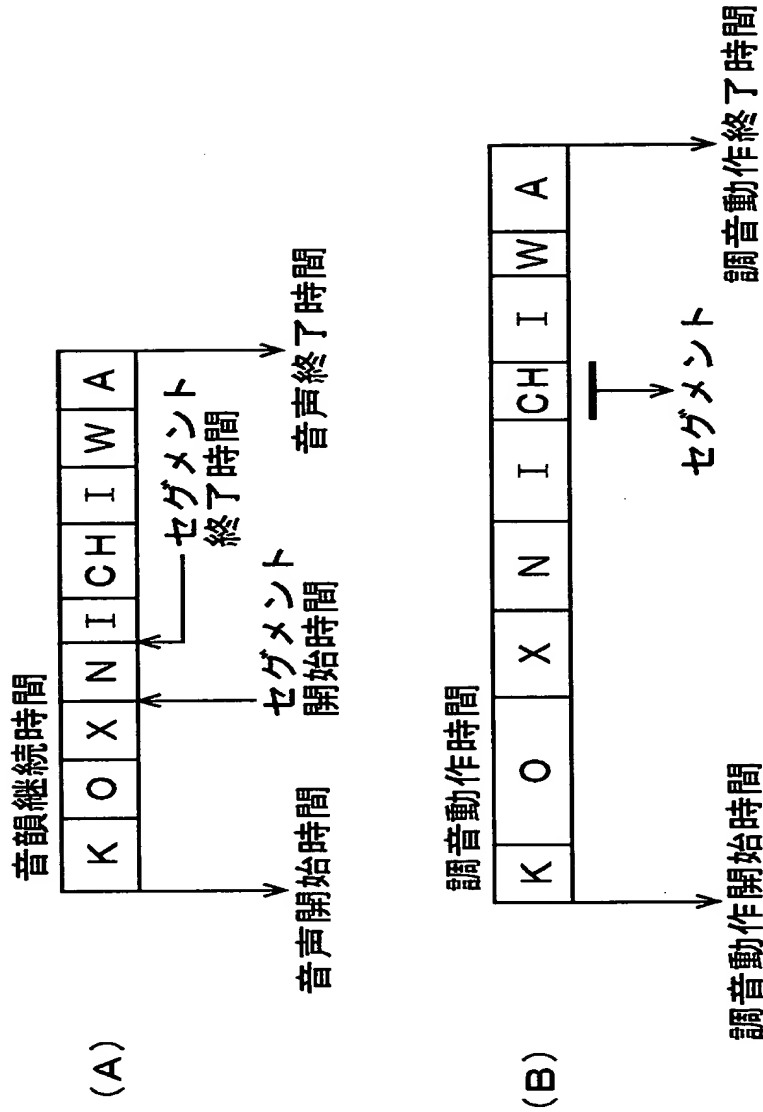 (A)
音韻継続時間
K O X N I CH I W A
セグメント
終了時間
セグメント
開始時間
音声開始時間
音声終了時間
(B)
調音動作時間
K O X N I CH I W A
セグメント
調音動作開始時間
調音動作終了時間